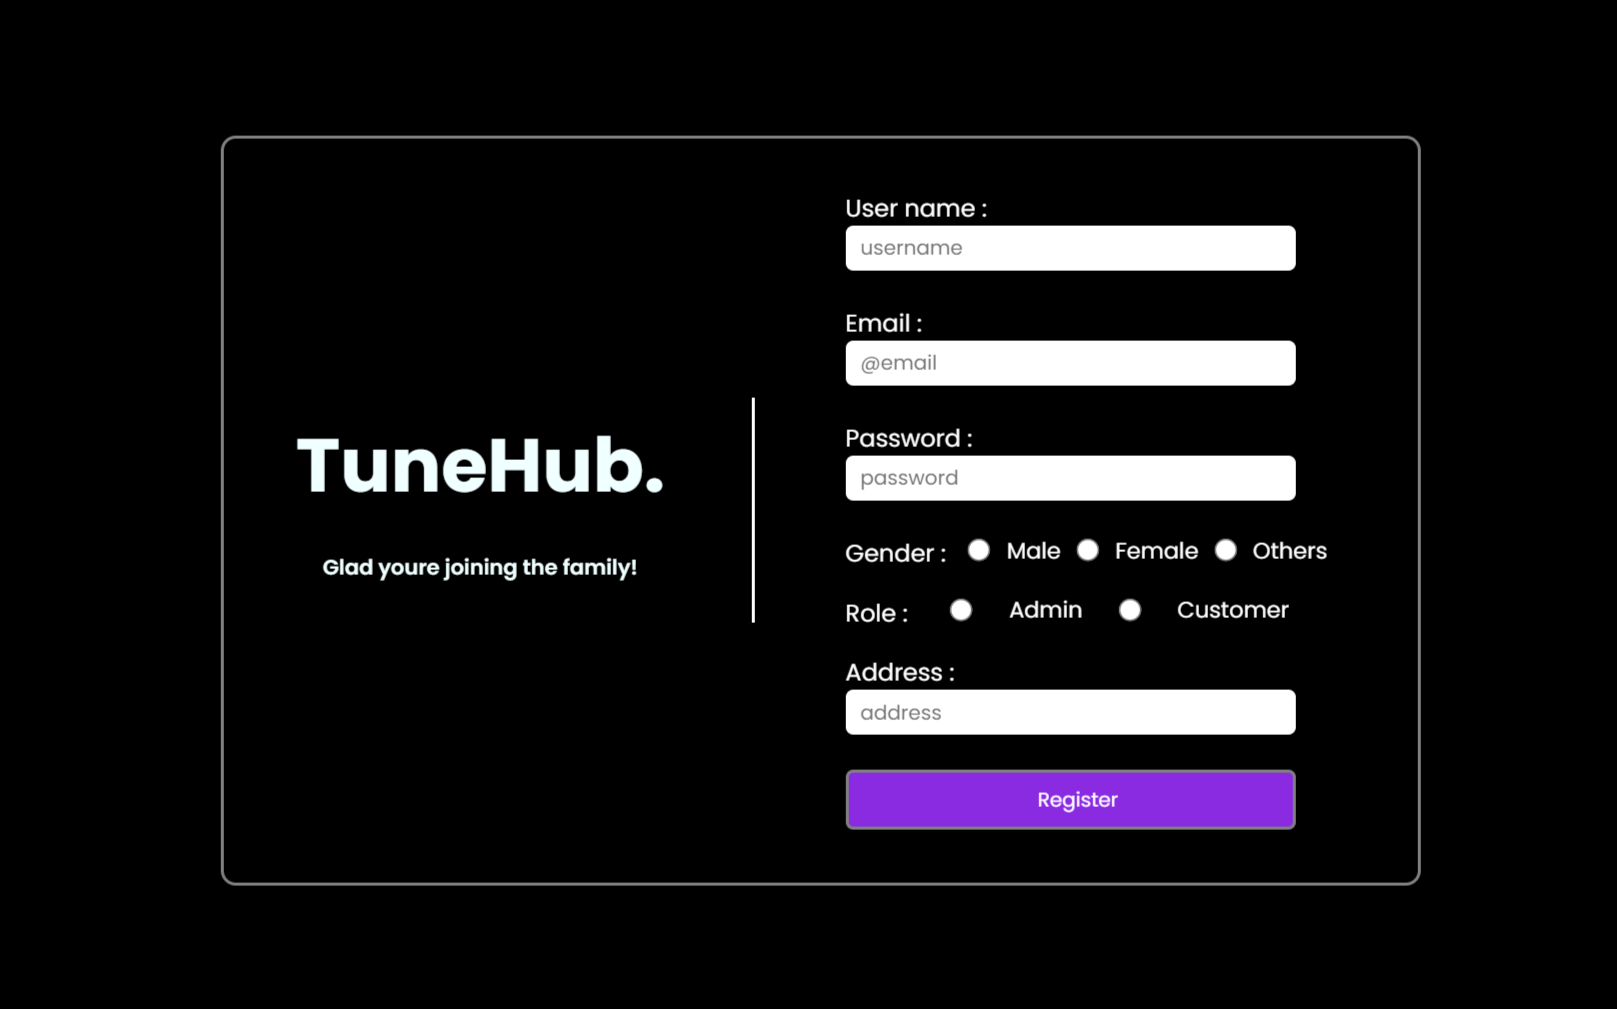 TuneHub.
Glad youre joining the family!
User name :
username
Email :
@email
Password :
password
Gender : Male Female Others
Role : Admin Customer
Address :
address
Register